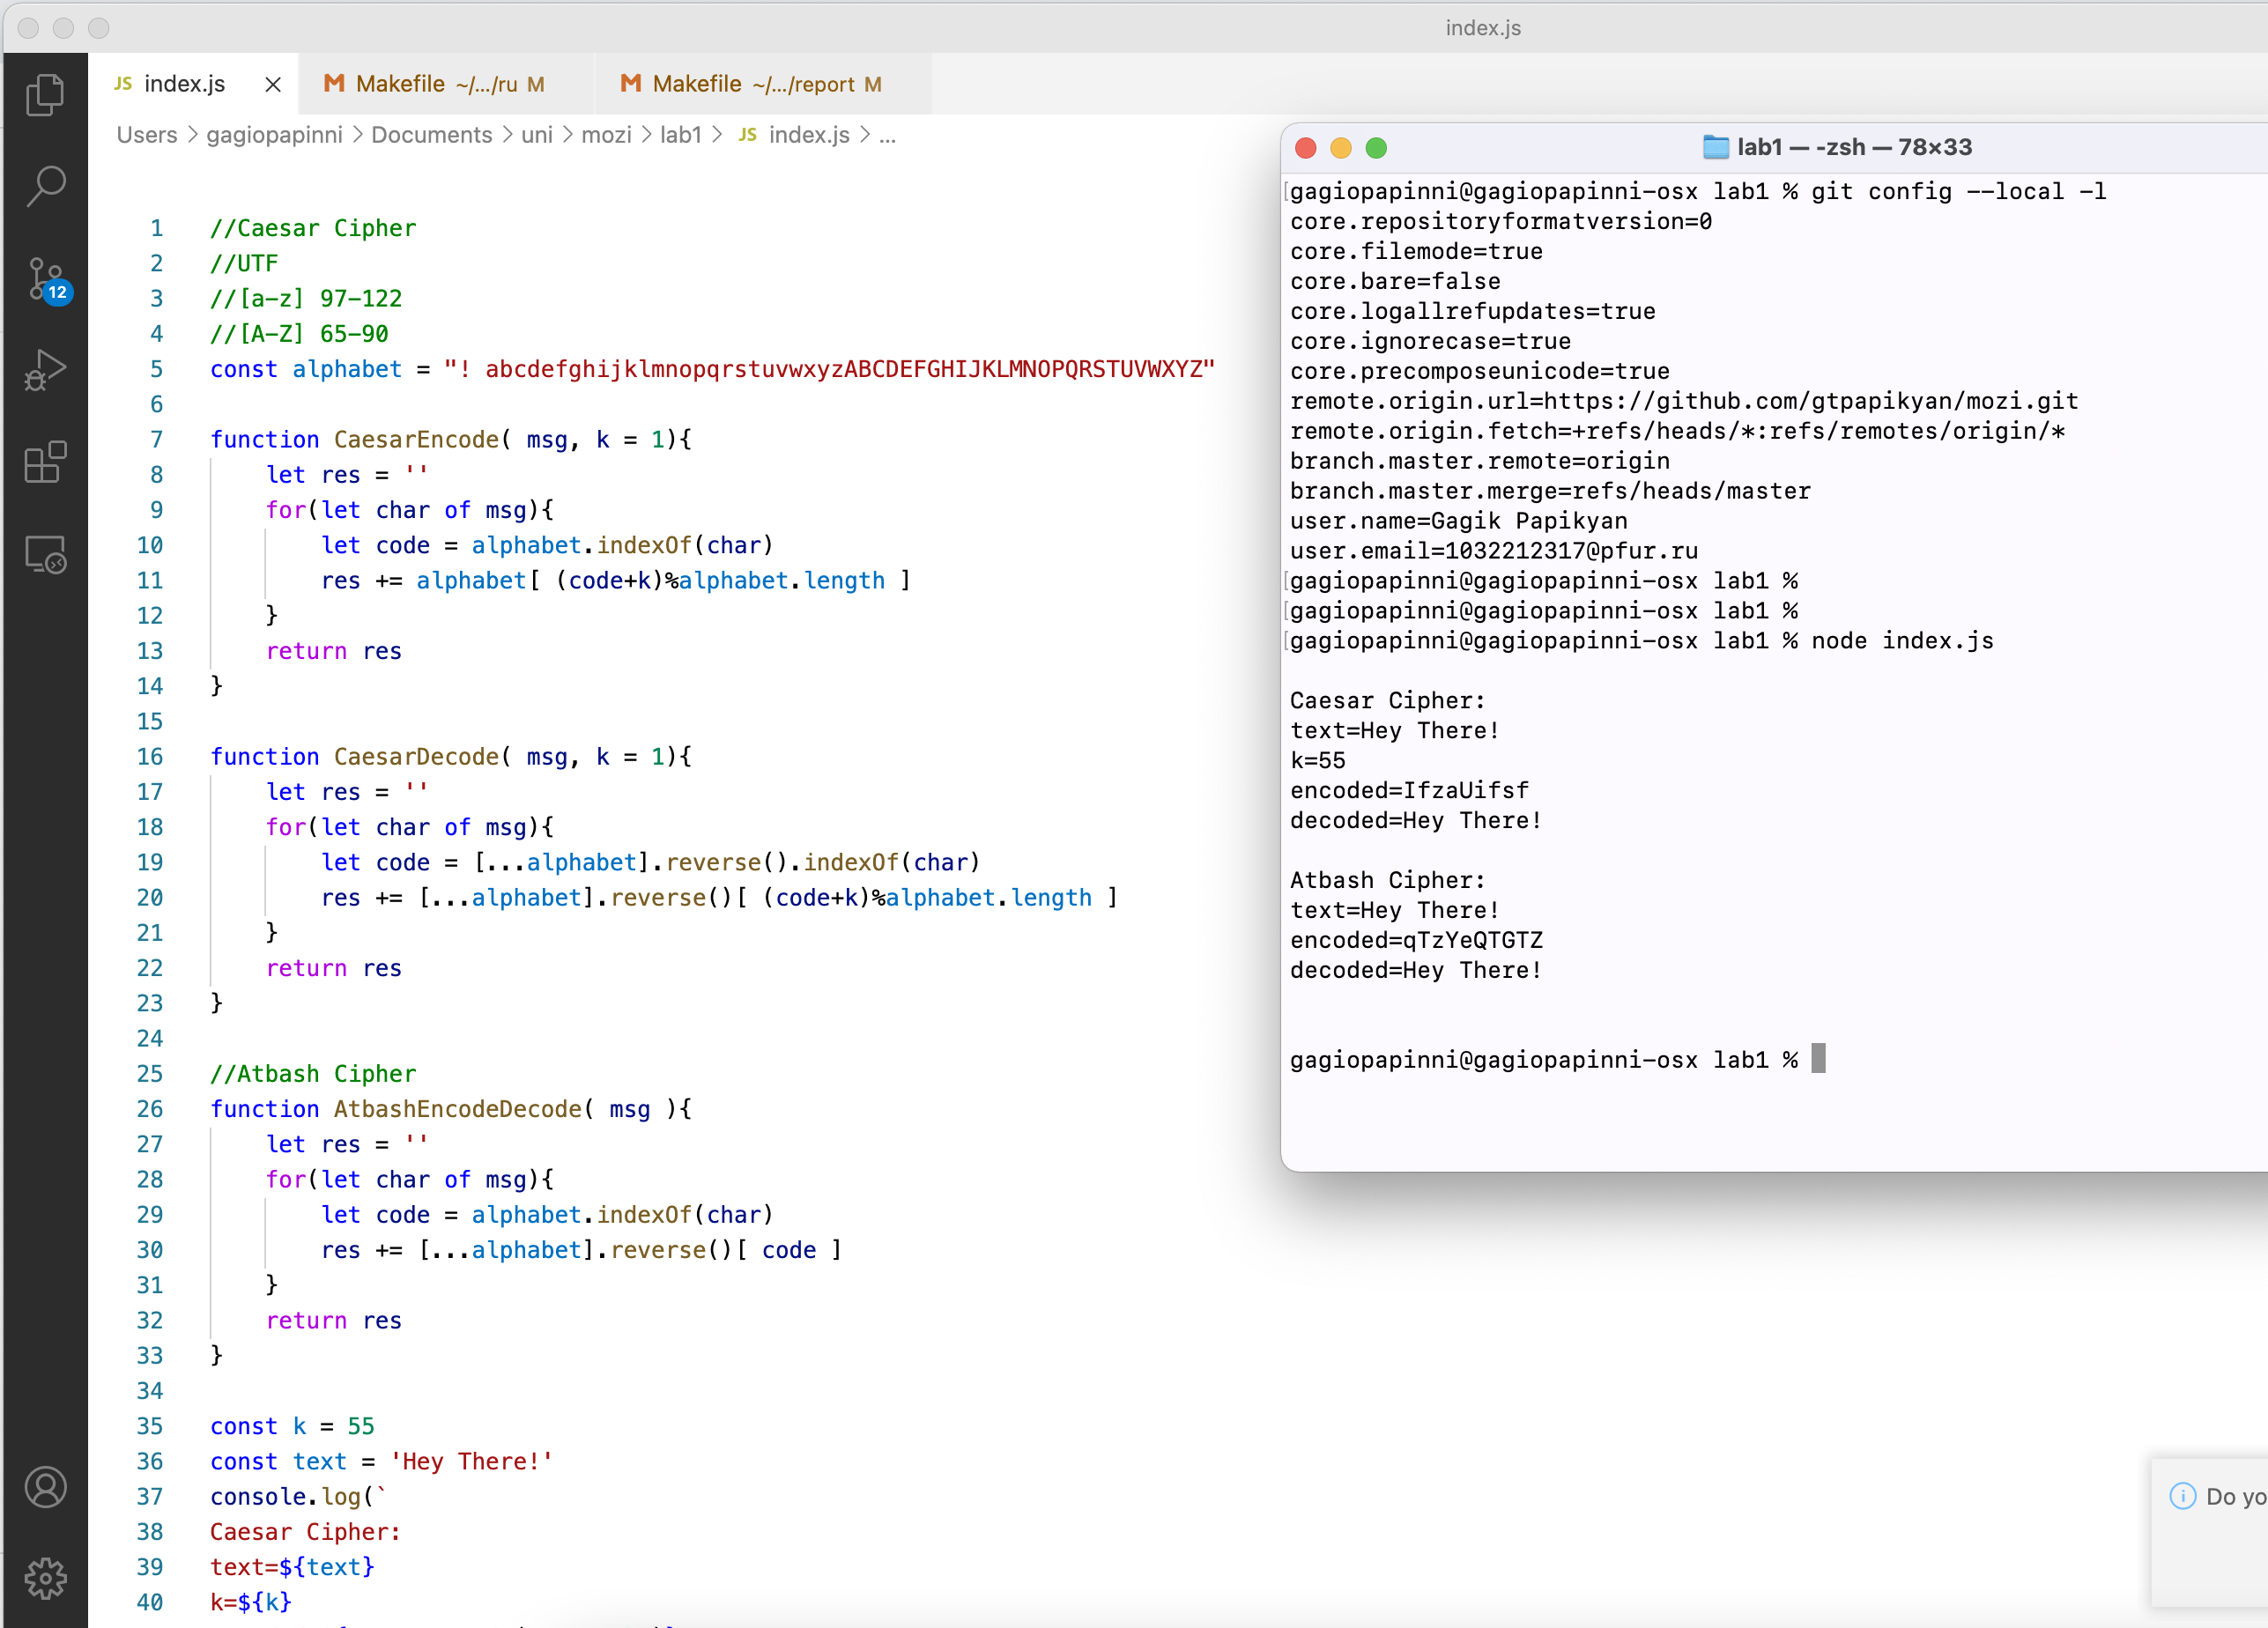 index.js
JS index.js × M Makefile ~/.../ru M M Makefile ~/.../report M
Users > gagiopapinni > Documents > uni > mozi > lab1 > JS index.js > ...
12
1 //Caesar Cipher
2 //UTF
3 //[a-z] 97-122
4 //[A-Z] 65-90
5 const alphabet = "! abcdefghijklmnopqrstuvwxyzABCDEFGHIJKLMNOPQRSTUVWXYZ"
6
7 function CaesarEncode( msg, k = 1){
8     let res = ''
9     for(let char of msg){
10         let code = alphabet.indexOf(char)
11         res += alphabet[ (code+k)%alphabet.length ]
12     }
13     return res
14 }
15
16 function CaesarDecode( msg, k = 1){
17     let res = ''
18     for(let char of msg){
19         let code = [...alphabet].reverse().indexOf(char)
20         res += [...alphabet].reverse()[ (code+k)%alphabet.length ]
21     }
22     return res
23 }
24
25 //Atbash Cipher
26 function AtbashEncodeDecode( msg ){
27     let res = ''
28     for(let char of msg){
29         let code = alphabet.indexOf(char)
30         res += [...alphabet].reverse()[ code ]
31     }
32     return res
33 }
34
35 const k = 55
36 const text = 'Hey There!'
37 console.log(`
38 Caesar Cipher:
39 text=${text}
40 k=${k}
lab1 — -zsh — 78×33
gagiopapinni@gagiopapinni-osx lab1 % git config --local -l
core.repositoryformatversion=0
core.filemode=true
core.bare=false
core.logallrefupdates=true
core.ignorecase=true
core.precomposeunicode=true
remote.origin.url=https://github.com/gtpapikyan/mozi.git
remote.origin.fetch=+refs/heads/*:refs/remotes/origin/*
branch.master.remote=origin
branch.master.merge=refs/heads/master
user.name=Gagik Papikyan
user.email=1032212317@pfur.ru
gagiopapinni@gagiopapinni-osx lab1 %
gagiopapinni@gagiopapinni-osx lab1 %
gagiopapinni@gagiopapinni-osx lab1 % node index.js
Caesar Cipher:
text=Hey There!
k=55
encoded=IfzaUifsf 
decoded=Hey There!
Atbash Cipher:
text=Hey There!
encoded=qTzYeQTGTZ
decoded=Hey There!
gagiopapinni@gagiopapinni-osx lab1 %
Do